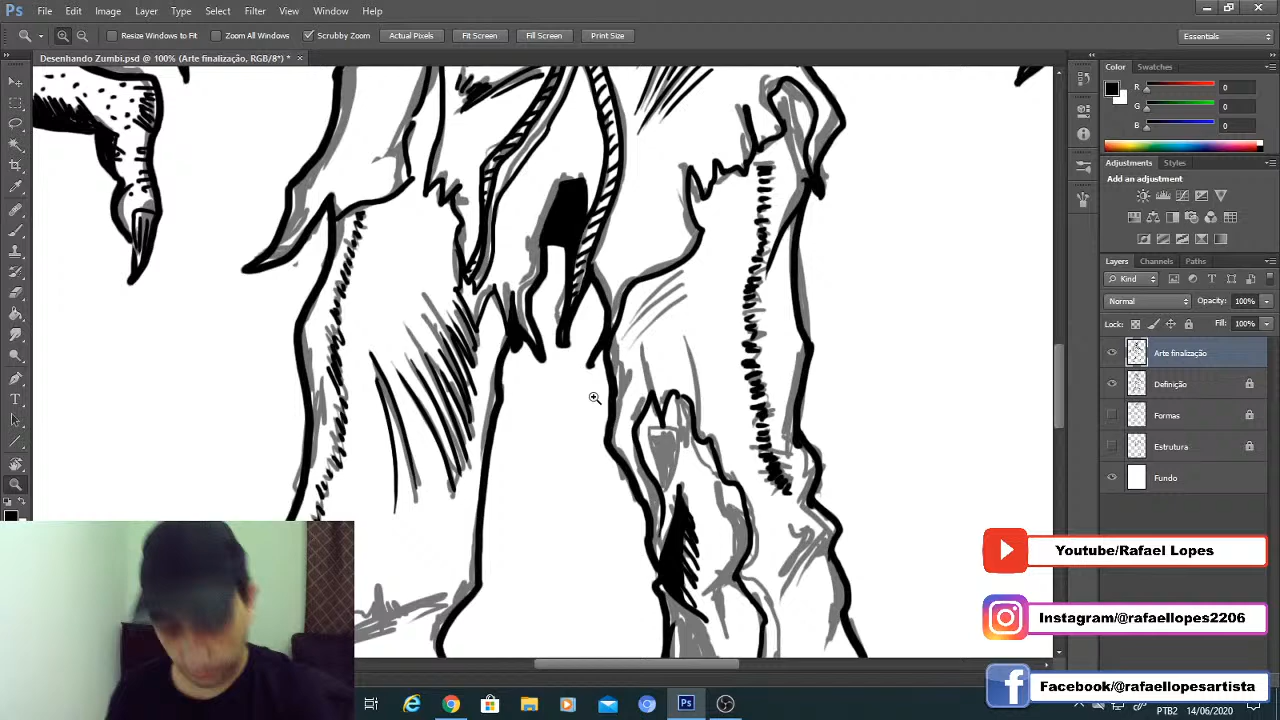 Ps File Edit Image Layer Type Select Filter View Window Help
Resize Windows to Fit Zoom All Windows Scrubby Zoom Actual Pixels Fit Screen Fill Screen Print Size Essentials
Desenhando Zumbi.psd @ 100% (Arte finalização, RGB/8*) * ×
Color Swatches
R 0
G 0
B 0
Adjustments Styles
Add an adjustment
Layers Channels Paths
Kind
Normal Opacity: 100%
Lock: Fill: 100%
Arte finalização
Definição
Formas
Estrutura
Fundo
Youtube/Rafael Lopes
Instagram/@rafaellopes2206
Facebook/@rafaellopesartista
Ps PTB2 14/06/2020